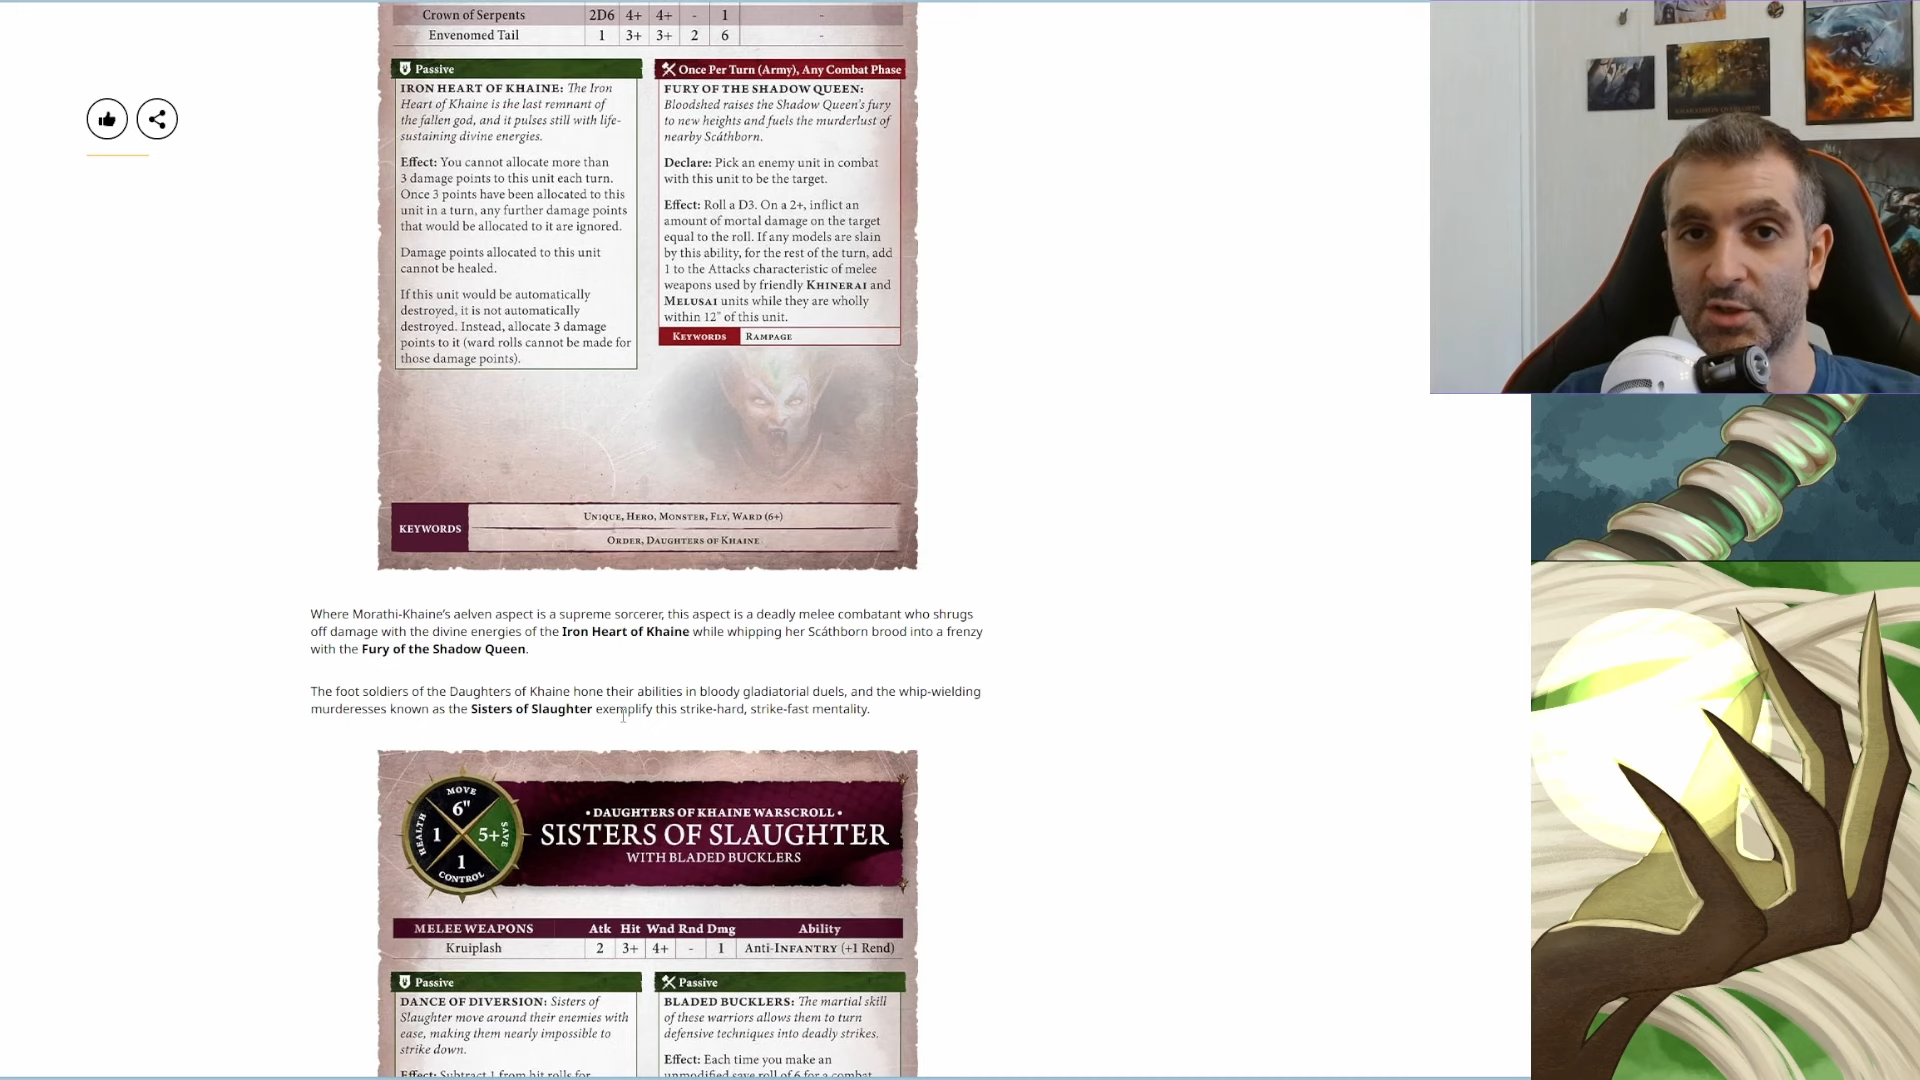 Crown of Serpents 2D6 4+ 4+ - 1 -
Envenomed Tail 1 3+ 3+ 2 6 -
Passive
IRON HEART OF KHAINE: The Iron
Heart of Khaine is the last remnant of
the fallen god, and it pulses still with life-
sustaining divine energies.
Effect: You cannot allocate more than
3 damage points to this unit each turn.
Once 3 points have been allocated to this
unit in a turn, any further damage points
that would be allocated to it are ignored.
Damage points allocated to this unit
cannot be healed.
If this unit would be automatically
destroyed, it is not automatically
destroyed. Instead, allocate 3 damage
points to it (ward rolls cannot be made for
those damage points).
Once Per Turn (Army), Any Combat Phase
FURY OF THE SHADOW QUEEN:
Bloodshed raises the Shadow Queen's fury
to new heights and fuels the murderlust of
nearby Scáthborn.
Declare: Pick an enemy unit in combat
with this unit to be the target.
Effect: Roll a D3. On a 2+, inflict an
amount of mortal damage on the target
equal to the roll. If any models are slain
by this ability, for the rest of the turn, add
1 to the Attacks characteristic of melee
weapons used by friendly KHINERAI and
MELUSAI units while they are wholly
within 12" of this unit.
KEYWORDS RAMPAGE
KEYWORDS
UNIQUE, HERO, MONSTER, FLY, WARD (6+)
ORDER, DAUGHTERS OF KHAINE
Where Morathi-Khaine's aelven aspect is a supreme sorcerer, this aspect is a deadly melee combatant who shrugs
off damage with the divine energies of the Iron Heart of Khaine while whipping her Scáthborn brood into a frenzy
with the Fury of the Shadow Queen.
The foot soldiers of the Daughters of Khaine hone their abilities in bloody gladiatorial duels, and the whip-wielding
murderesses known as the Sisters of Slaughter exemplify this strike-hard, strike-fast mentality.
MOVE
6"
HEALTH
1
5+
SAVE
1
CONTROL
• DAUGHTERS OF KHAINE WARSCROLL •
SISTERS OF SLAUGHTER
WITH BLADED BUCKLERS
MELEE WEAPONS Atk Hit Wnd Rnd Dmg Ability
Kruiplash 2 3+ 4+ - 1 ANTI-INFANTRY (+1 Rend)
Passive
DANCE OF DIVERSION: Sisters of
Slaughter move around their enemies with
ease, making them nearly impossible to
strike down.
Effect: Subtract 1 from hit rolls for
Passive
BLADED BUCKLERS: The martial skill
of these warriors allows them to turn
defensive techniques into deadly strikes.
Effect: Each time you make an
unmodified save roll of 6 for a combat